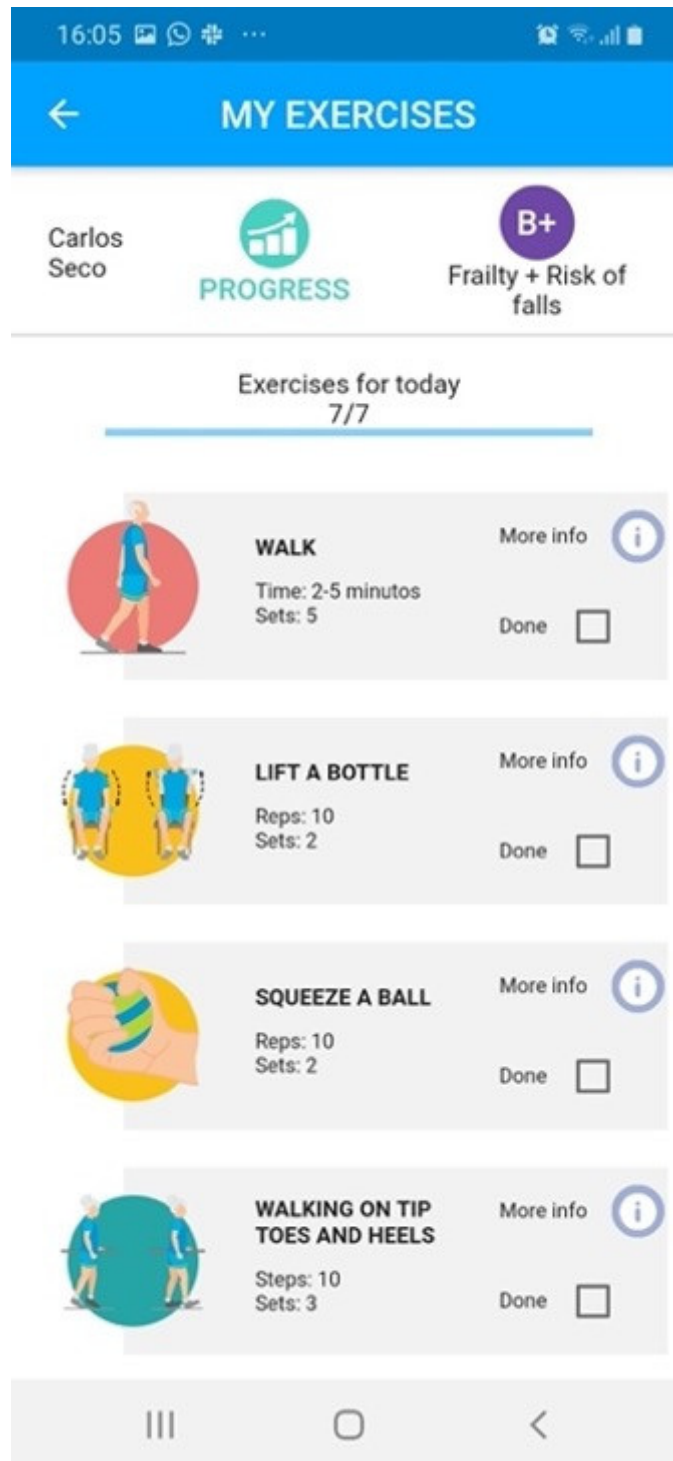 16:05
MY EXERCISES
Carlos
Seco
PROGRESS
B+
Frailty + Risk of
falls
Exercises for today
7/7
WALK
Time: 2-5 minutos
Sets: 5
More info
i
Done
LIFT A BOTTLE
Reps: 10
Sets: 2
More info
i
Done
SQUEEZE A BALL
Reps: 10
Sets: 2
More info
i
Done
WALKING ON TIP
TOES AND HEELS
Steps: 10
Sets: 3
More info
i
Done